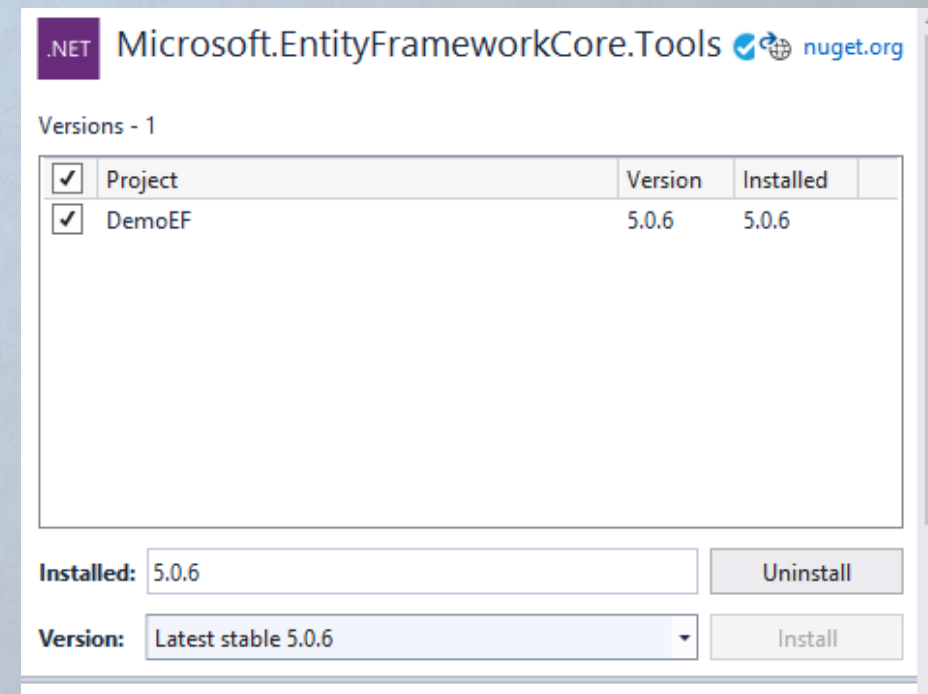 .NET Microsoft.EntityFrameworkCore.Tools nuget.org
Versions - 1
Project Version Installed
DemoEF 5.0.6 5.0.6
Installed: 5.0.6 Uninstall
Version: Latest stable 5.0.6 Install